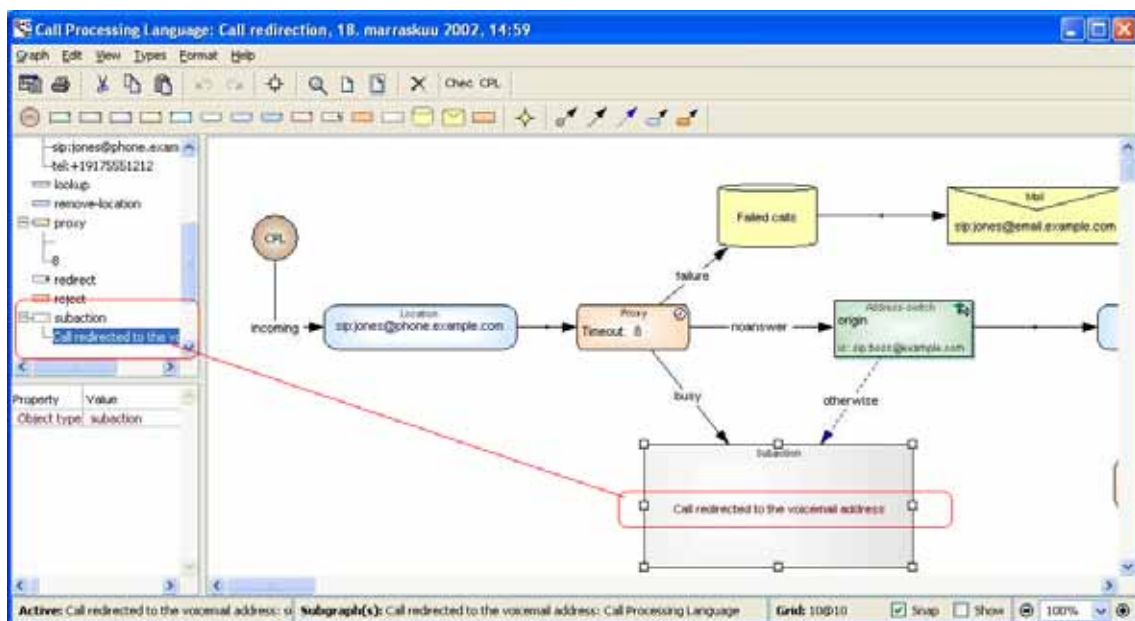 Call Processing Language: Call redirection, 18. marraskuu 2002, 14:59
Graph Edit View Types Format Help
Chec CPL
sip:jones@phone.exam
tel:+19175551212
lookup
remove-location
proxy
-
8
redirect
reject
subaction
Call redirected to the vo
Property Value
Object type: subaction
CPL
incoming
Location
sip:jones@phone.example.com
Proxy
Timeout: 8
failure
Failed calls
Mail
sip:jones@email.example.com
noanswer
Address-switch
origin
busy
otherwise
Subaction
Call redirected to the voicemail address
Active: Call redirected to the voicemail address: s
Subgraph(s): Call redirected to the voicemail address: Call Processing Language
Grid: 10@10
Snap
Show
100%